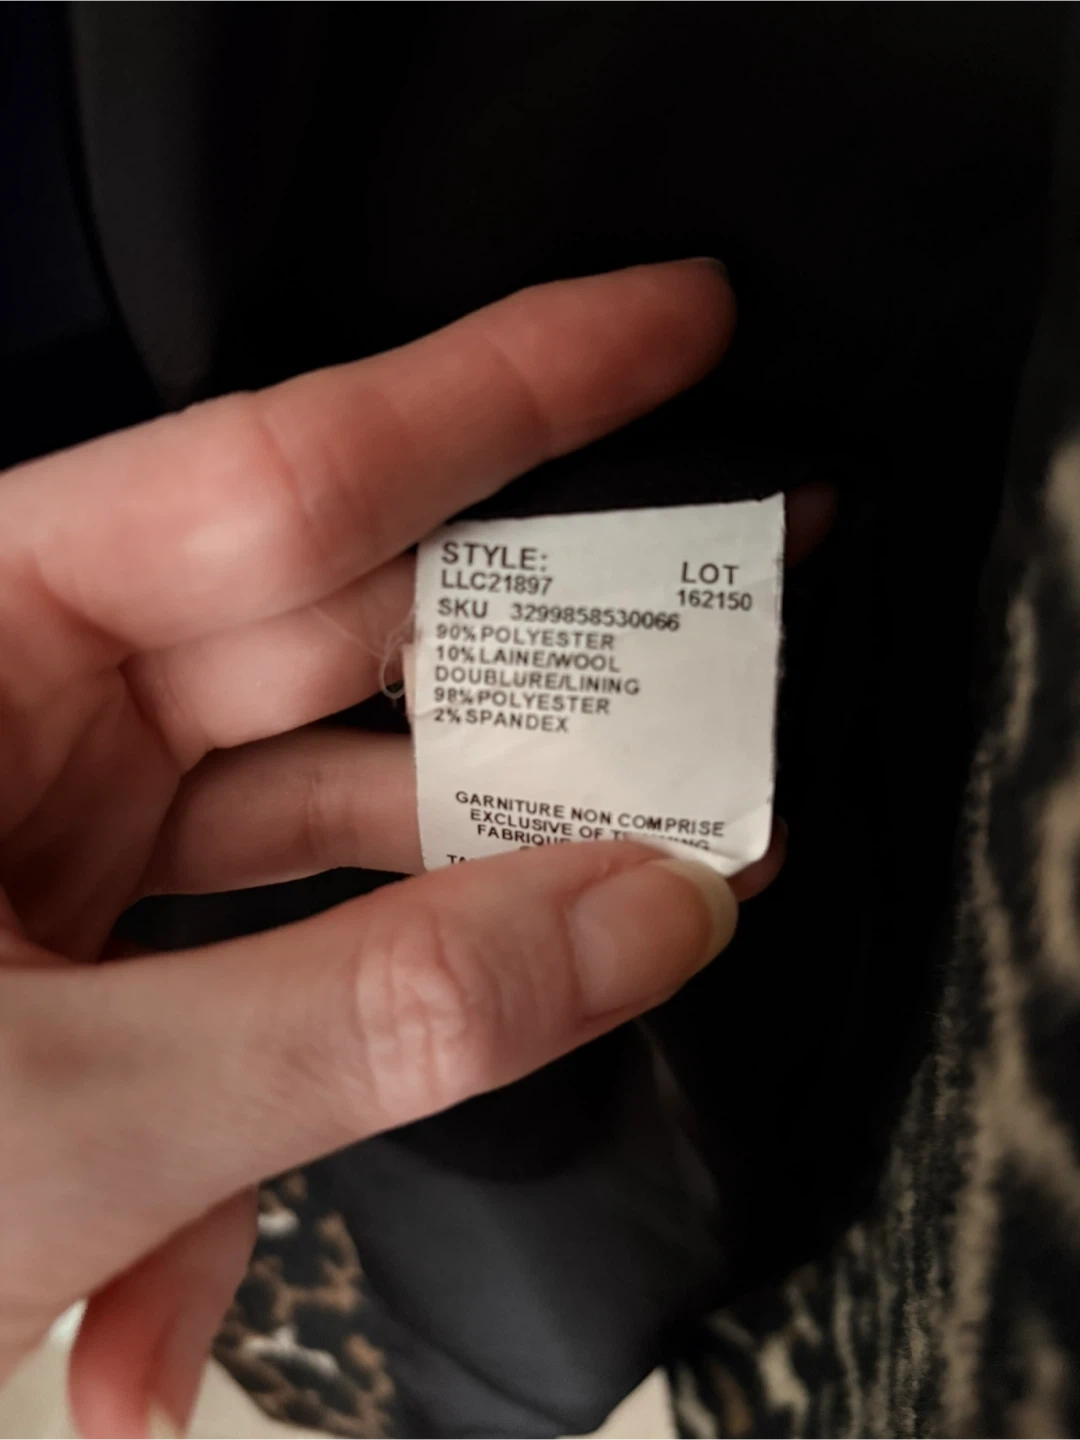 STYLE:
LLC21897
LOT
162150
SKU 3299858530066
90%POLYESTER
10%LAINE/WOOL
DOUBLURE/LINING
98%POLYESTER
2%SPANDEX
GARNITURE NON COMPRISE
EXCLUSIVE OF